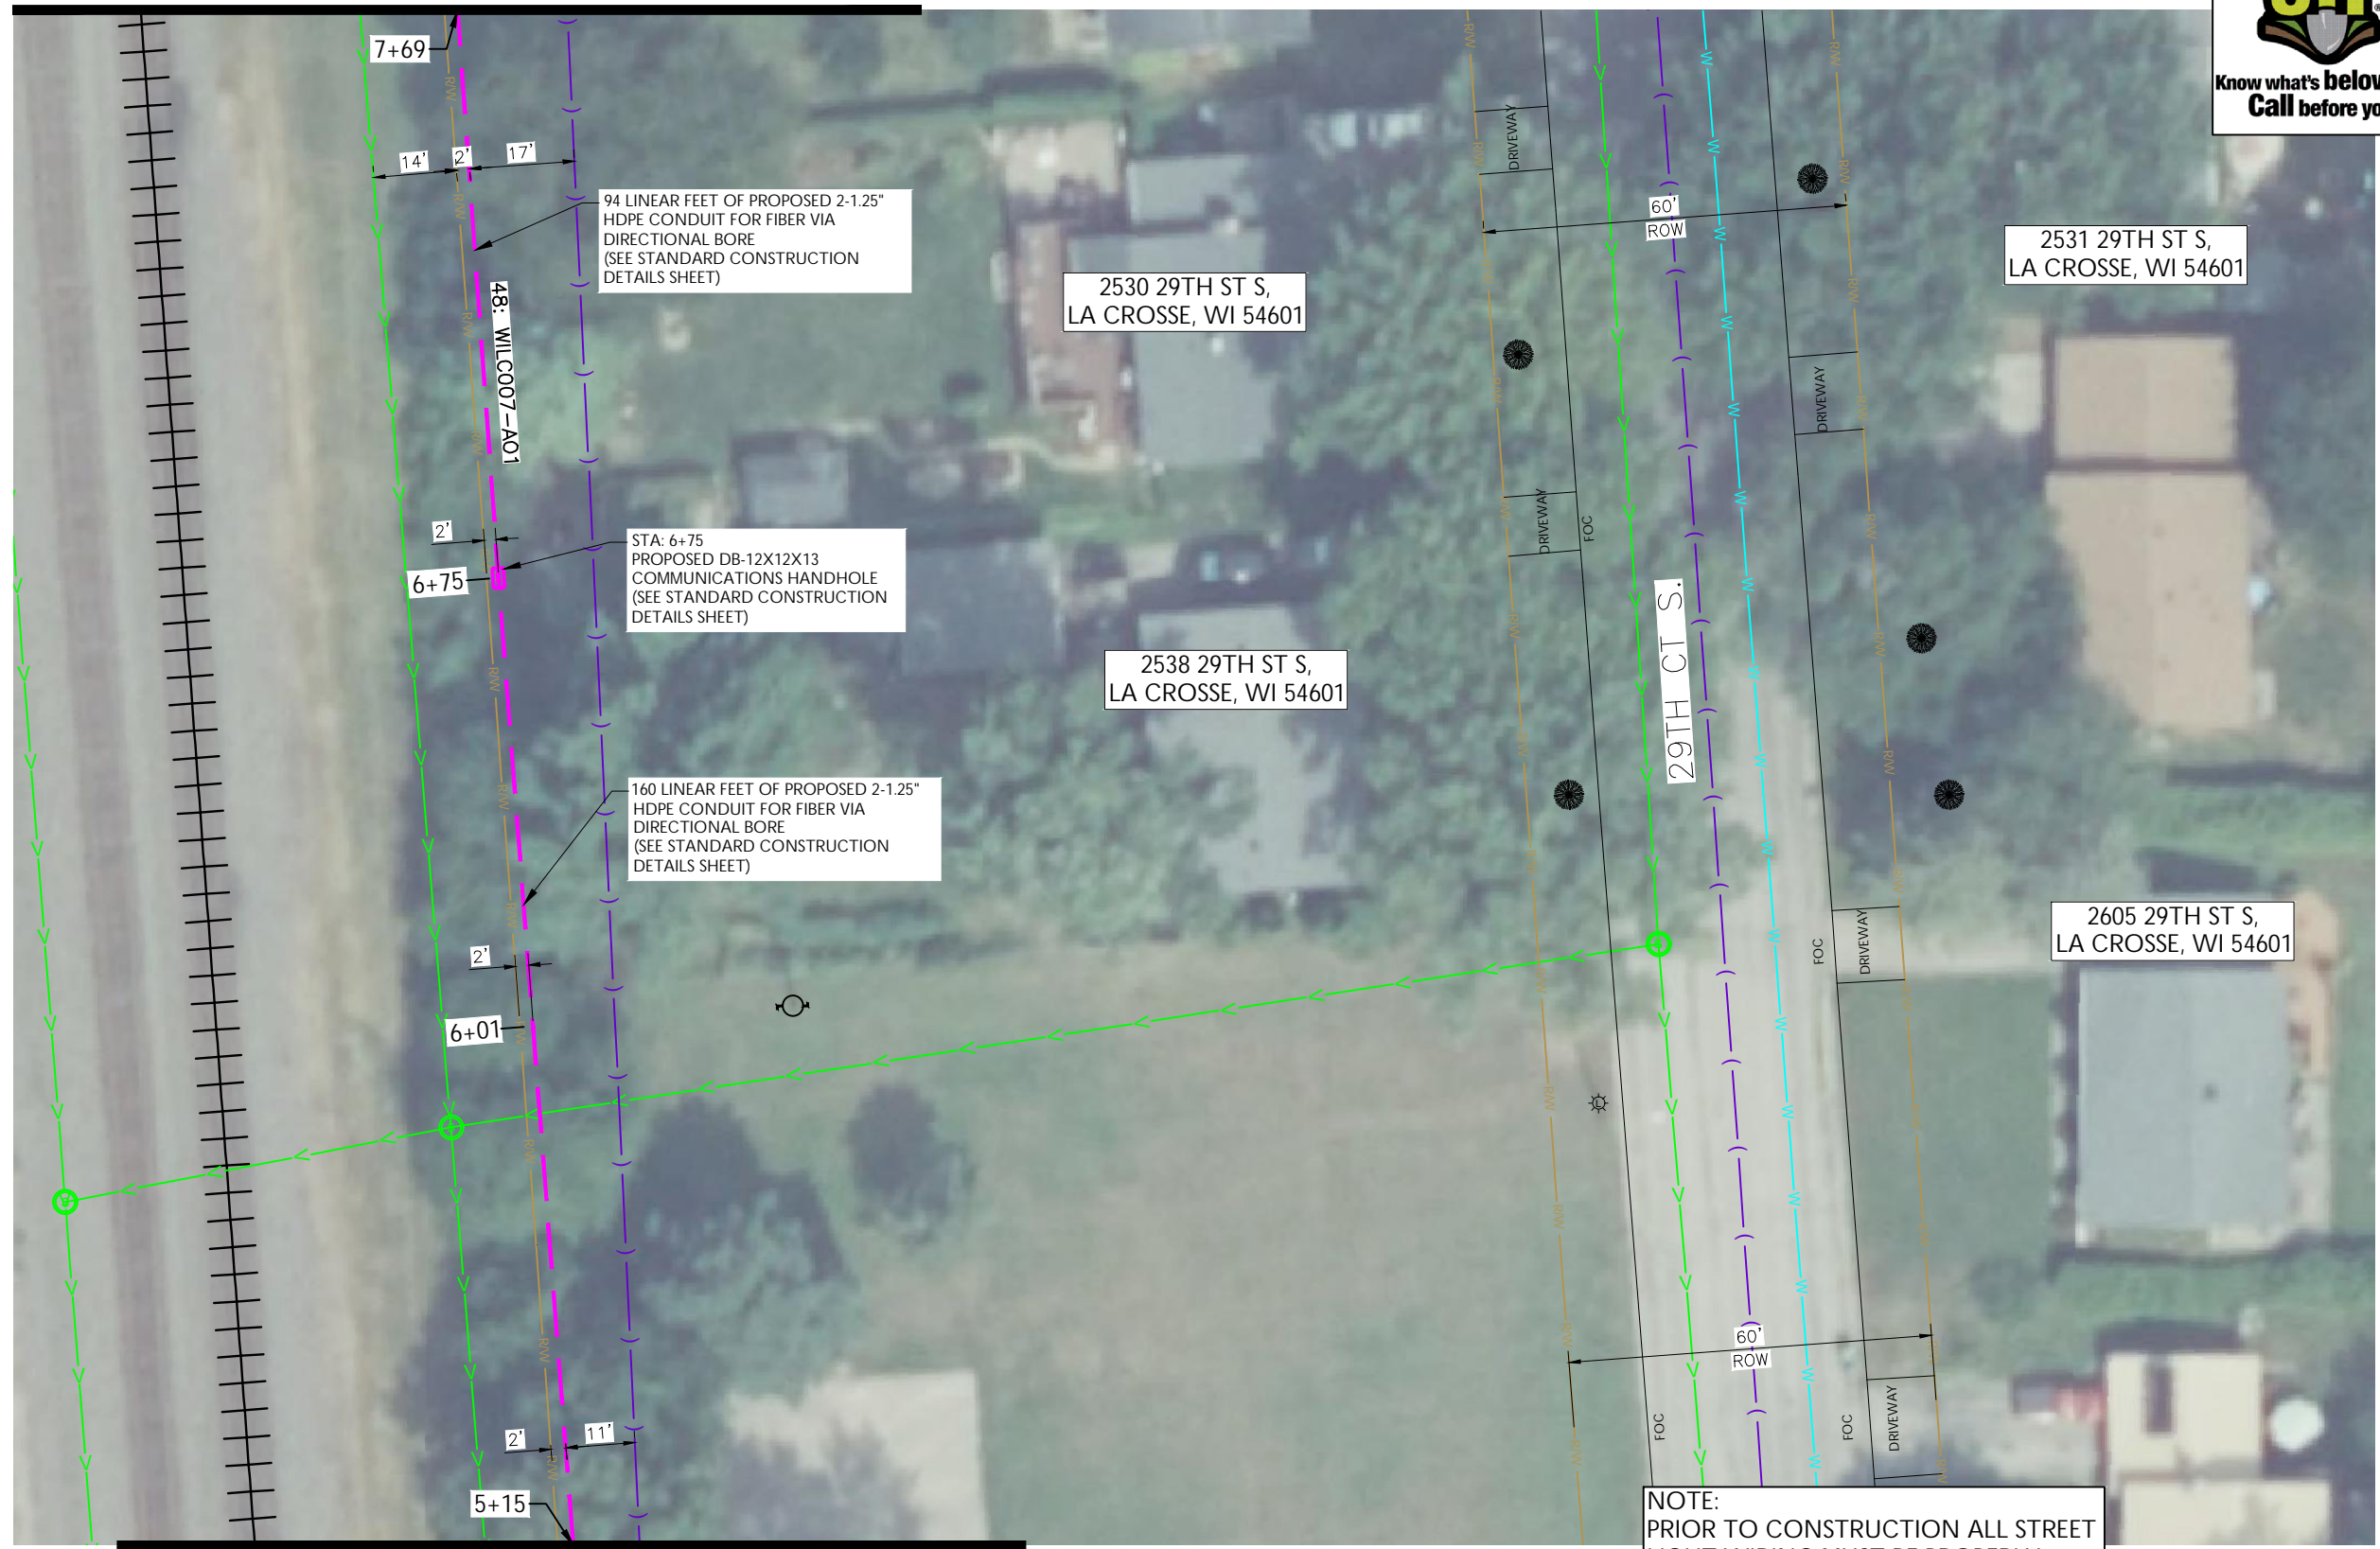 7+69
14'
2'
17'
94 LINEAR FEET OF PROPOSED 2-1.25"
HDPE CONDUIT FOR FIBER VIA
DIRECTIONAL BORE
(SEE STANDARD CONSTRUCTION
DETAILS SHEET)
48: WILC007-A01
2530 29TH ST S,
LA CROSSE, WI 54601
DRIVEWAY
60'
ROW
Know what's
Call before
2531 29TH ST S,
LA CROSSE, WI 54601
DRIVEWAY
2'
6+75
STA: 6+75
PROPOSED DB-12X12X13
COMMUNICATIONS HANDHOLE
(SEE STANDARD CONSTRUCTION
DETAILS SHEET)
DRIVEWAY
FOC
29TH CT S.
2538 29TH ST S,
LA CROSSE, WI 54601
160 LINEAR FEET OF PROPOSED 2-1.25"
HDPE CONDUIT FOR FIBER VIA
DIRECTIONAL BORE
(SEE STANDARD CONSTRUCTION
DETAILS SHEET)
2'
6+01
FOC
DRIVEWAY
2605 29TH ST S,
LA CROSSE, WI 54601
60'
ROW
FOC
FOC
DRIVEWAY
2'
11'
5+15
R/W
W
NOTE:
PRIOR TO CONSTRUCTION ALL STREET